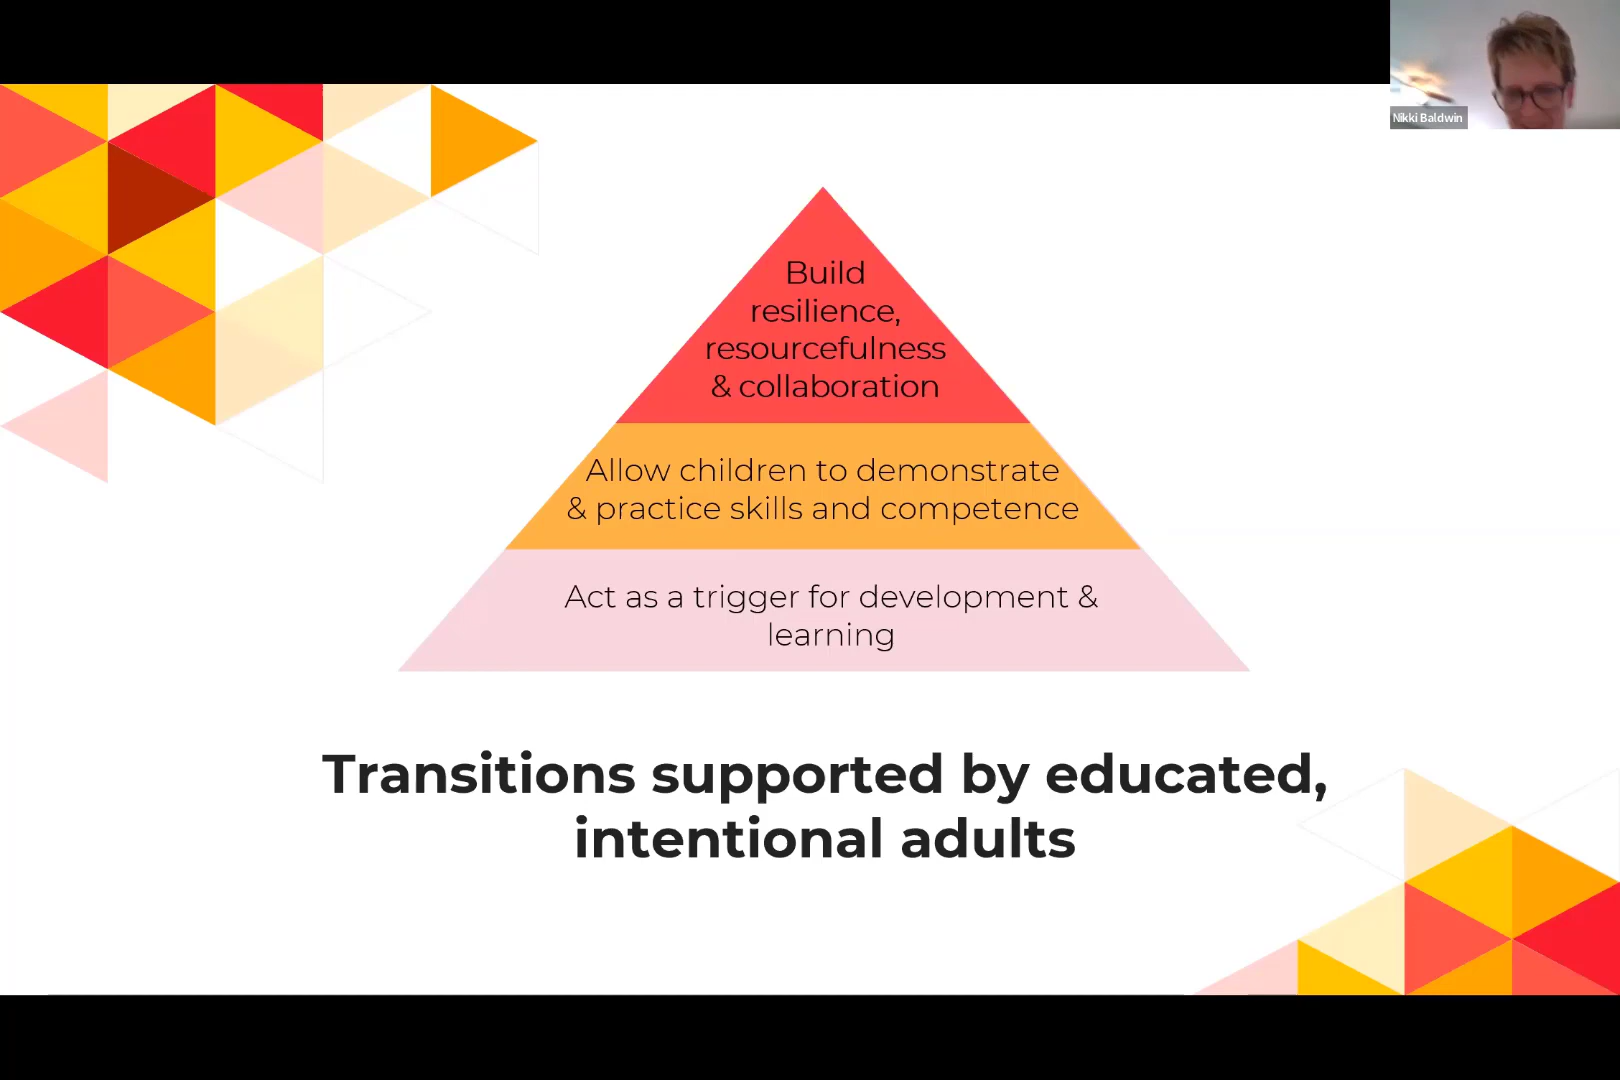 Nikki Baldwin
Build
resilience,
resourcefulness
& collaboration
Allow children to demonstrate
& practice skills and competence
Act as a trigger for development &
learning
Transitions supported by educated,
intentional adults